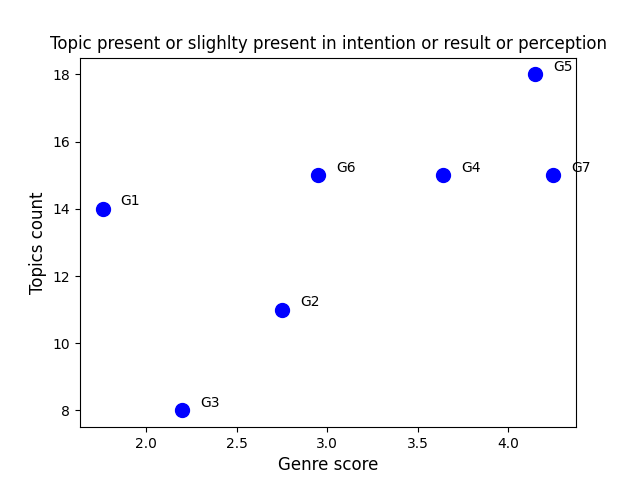 Topic present or slighlty present in intention or result or perception
18
16
14
12
10
8
Topics count
G5
G6
G4
G7
G1
G2
G3
2.0 2.5 3.0 3.5 4.0
Genre score